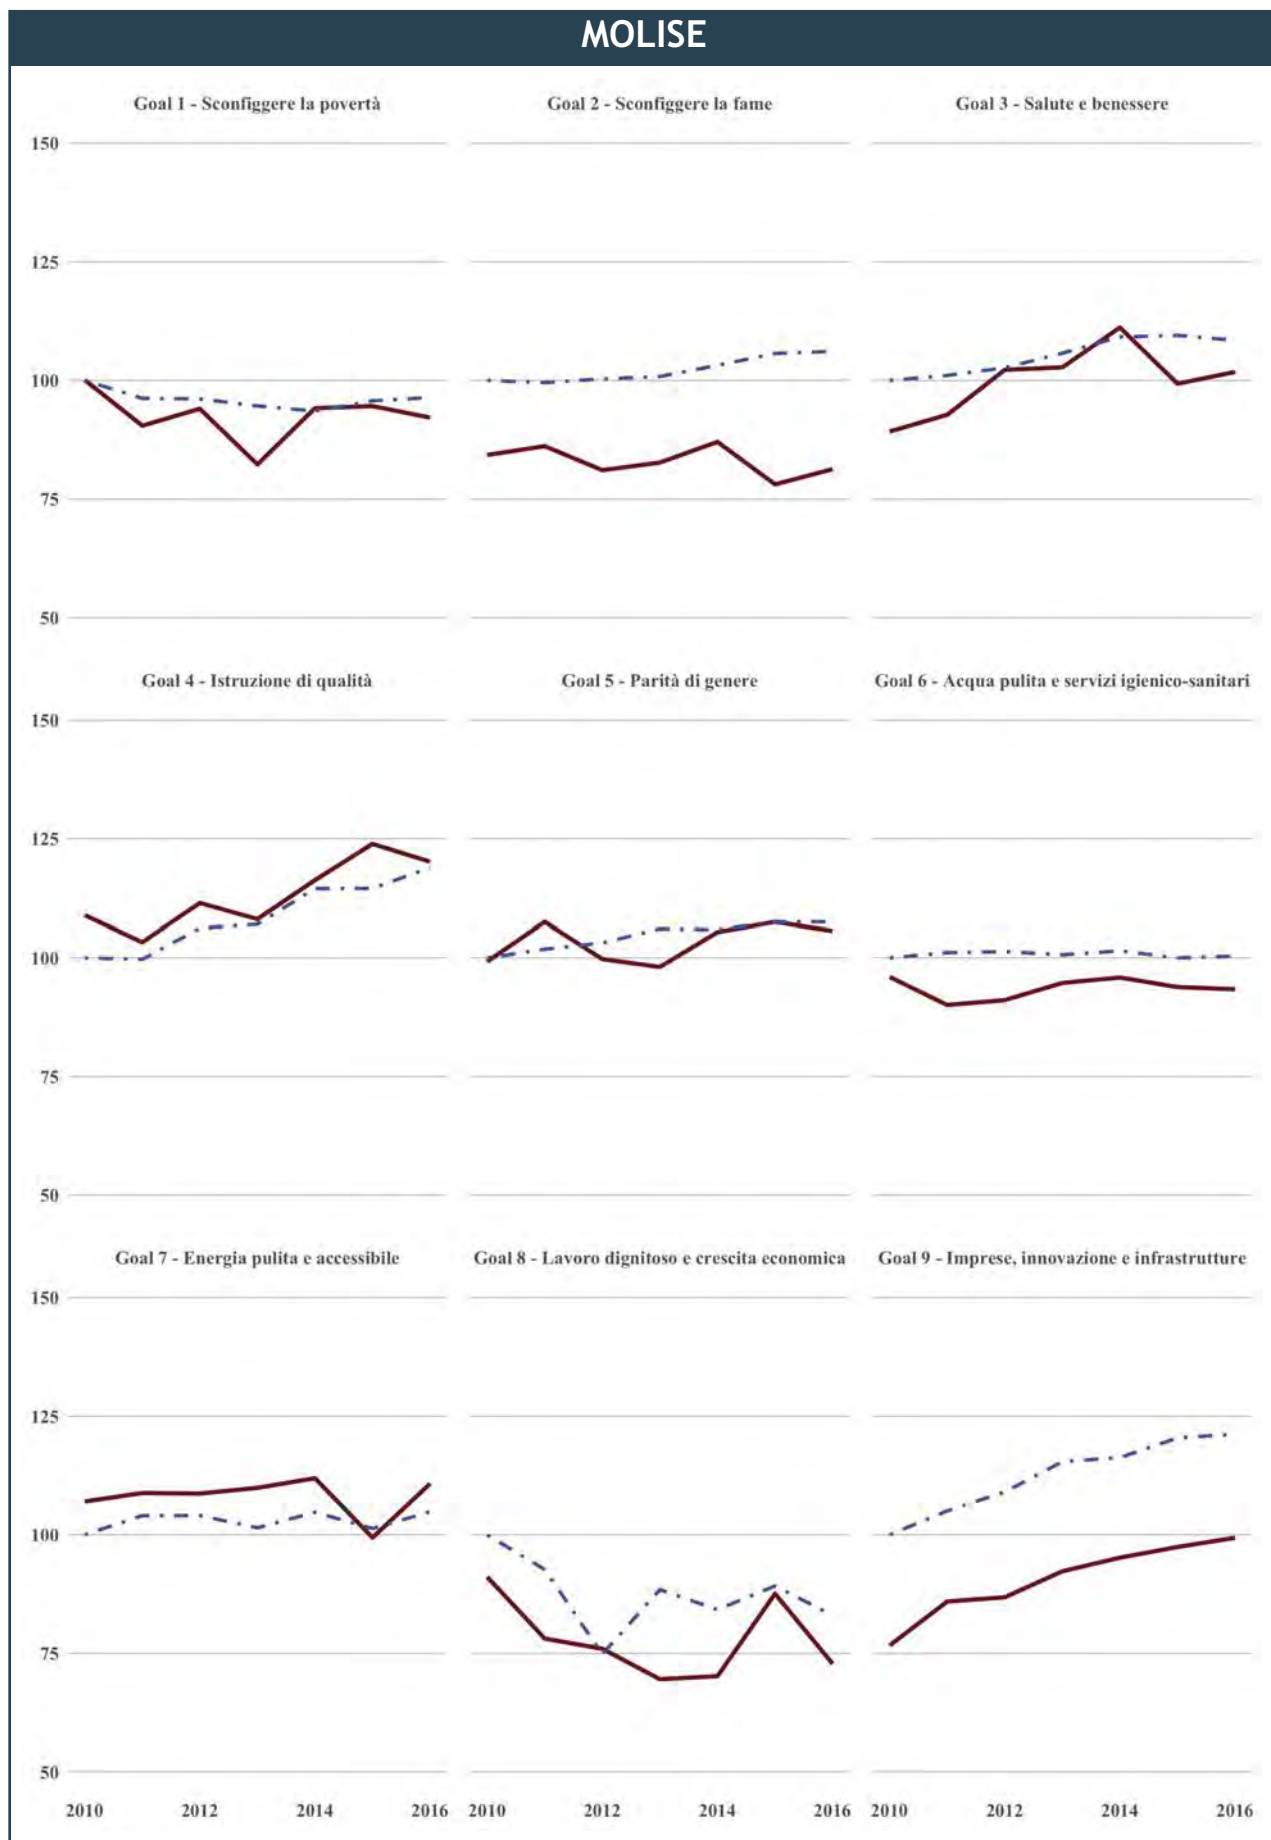 MOLISE
Goal 1 - Sconfiggere la povertà
Goal 2 - Sconfiggere la fame
Goal 3 - Salute e benessere
150
125
100
75
50
Goal 4 - Istruzione di qualità
Goal 5 - Parità di genere
Goal 6 - Acqua pulita e servizi igienico-sanitari
150
125
100
75
50
Goal 7 - Energia pulita e accessibile
Goal 8 - Lavoro dignitoso e crescita economica
Goal 9 - Imprese, innovazione e infrastrutture
150
125
100
75
50
2010 2012 2014 2016 2010 2012 2014 2016 2010 2012 2014 2016